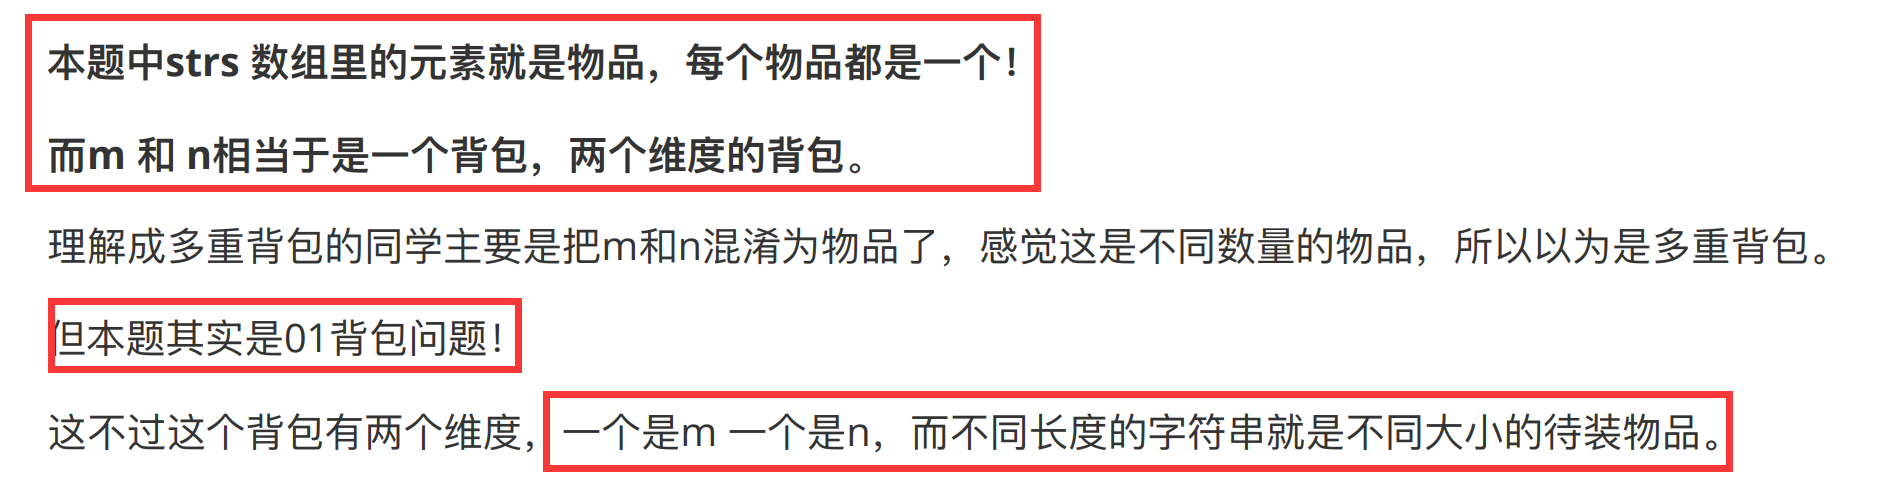 本题中strs 数组里的元素就是物品，每个物品都是一个！
而m 和 n相当于是一个背包，两个维度的背包。
理解成多重背包的同学主要是把m和n混淆为物品了，感觉这是不同数量的物品，所以以为是多重背包。
但本题其实是01背包问题！
这不过这个背包有两个维度，一个是m 一个是n，而不同长度的字符串就是不同大小的待装物品。